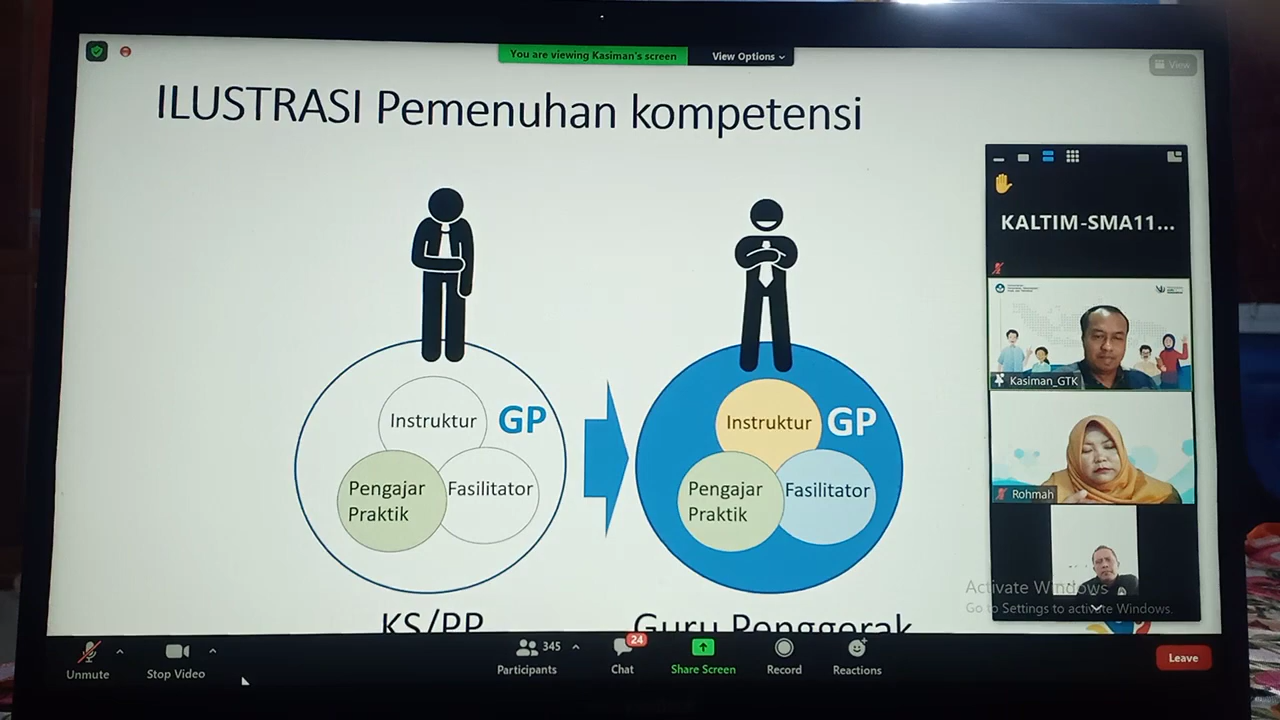 You are viewing Kasiman's screen
View Options
View
ILUSTRASI Pemenuhan kompetensi
KALTIM-SMA11...
Kasiman_GTK
Rohmah
Instruktur
GP
Pengajar
Praktik
Fasilitator
Instruktur
GP
Pengajar
Praktik
Fasilitator
KS/PP
Guru Penggerak
Activate Windows
Go to Settings to activate Windows.
Unmute
Stop Video
345
Participants
24
Chat
Share Screen
Record
Reactions
Leave